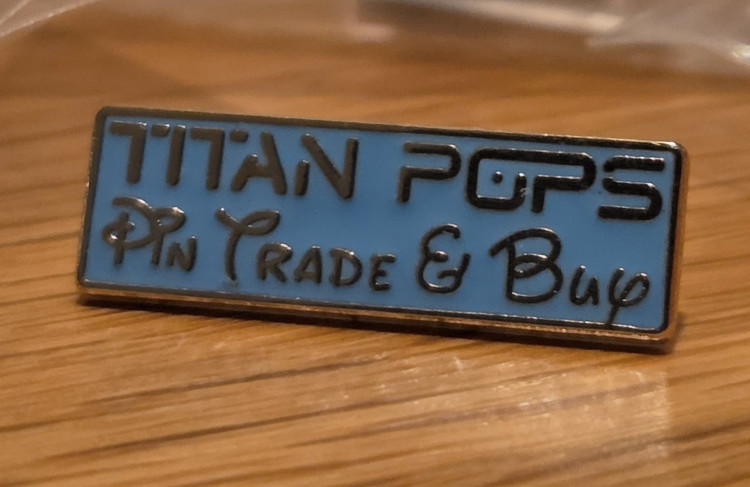 TITAN POPS
Pin Trade & Buy